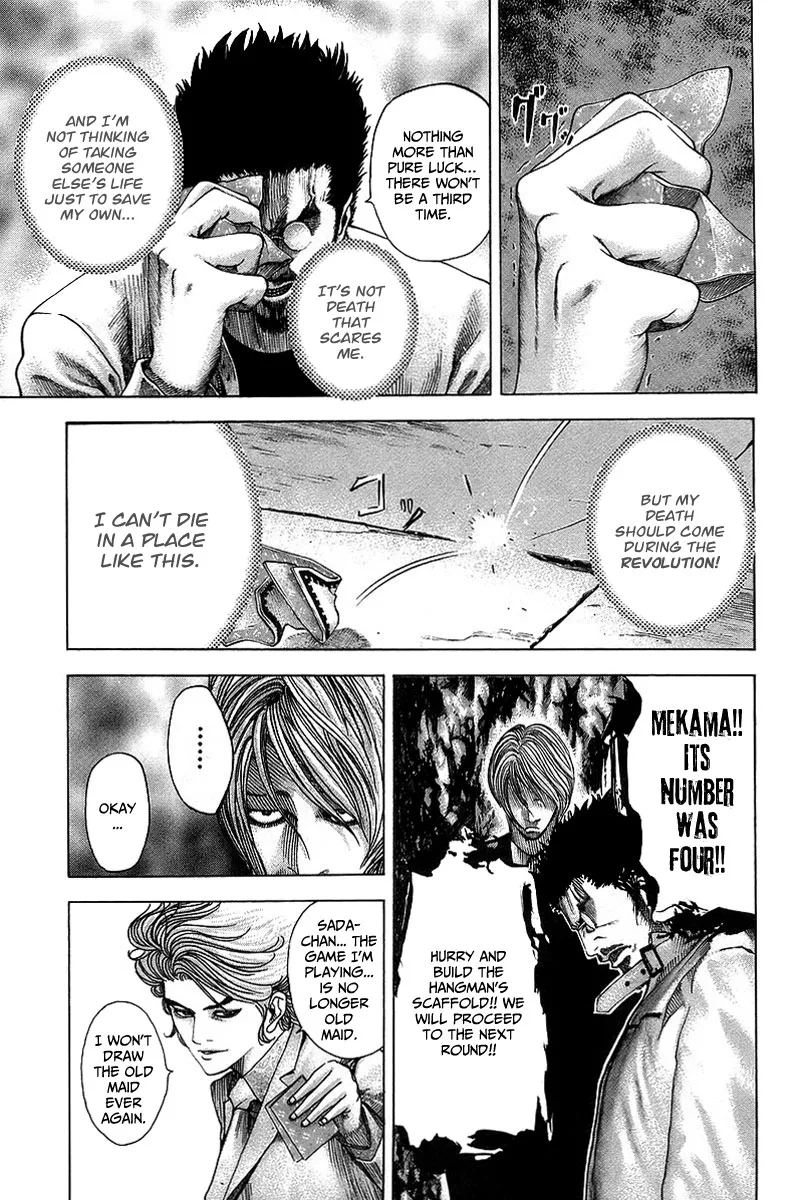 グ
グッ
NOTHING
MORE THAN
PURE LUCK...
THERE WON'T
BE A THIRD
TIME.
AND I'M
NOT THINKING
OF TAKING
SOMEONE
ELSE'S LIFE
JUST TO SAVE
MY OWN...
IT'S NOT
DEATH
THAT
SCARES
ME.
BUT MY
DEATH
SHOULD COME
DURING THE
REVOLUTION!
I CAN'T DIE
IN A PLACE
LIKE THIS.
MEKAMA!!
ITS
NUMBER
WAS
FOUR!!
HURRY AND
BUILD THE
HANGMAN'S
SCAFFOLD!! WE
WILL PROCEED
TO THE NEXT
ROUND!!
......
OKAY
...
SADA-
CHAN... THE
GAME I'M
PLAYING...
IS NO
LONGER
OLD
MAID.
I WON'T
DRAW
THE OLD
MAID
EVER
AGAIN.